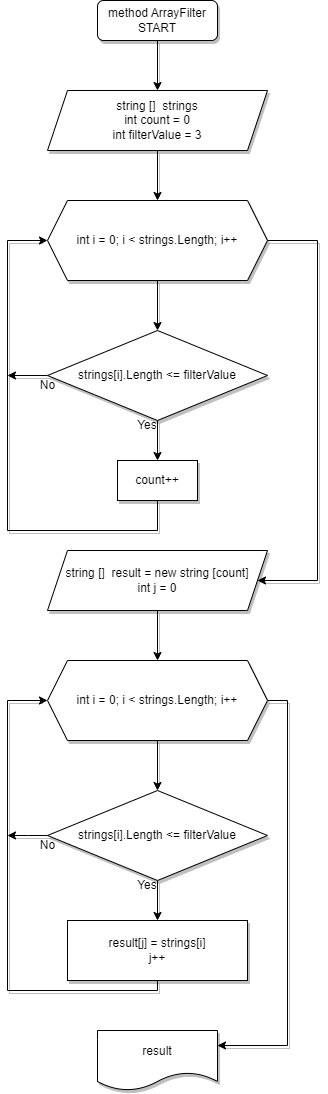 method ArrayFilter
START
string []  strings
int count = 0
int filterValue = 3
int i = 0; i < strings.Length; i++
strings[i].Length <= filterValue
No
Yes
count++
string []  result = new string [count]
int j = 0
int i = 0; i < strings.Length; i++
strings[i].Length <= filterValue
No
Yes
result[j] = strings[i]
j++
result